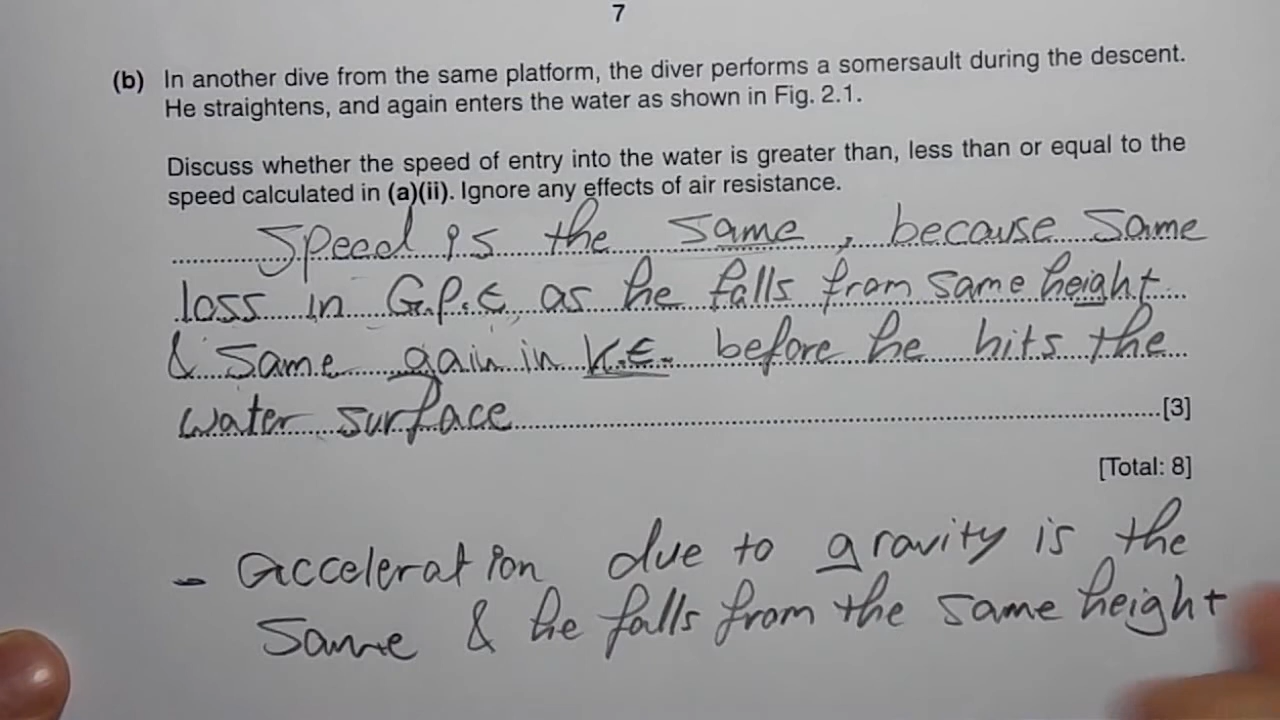 7
(b) In another dive from the same platform, the diver performs a somersault during the descent.
He straightens, and again enters the water as shown in Fig. 2.1.
Discuss whether the speed of entry into the water is greater than, less than or equal to the
speed calculated in (a)(ii). Ignore any effects of air resistance.
Speed is the same, because same
loss in G.P.E, as he falls from same height
& same gain in K.E. before he hits the
water surface [3]
[Total: 8]
- acceleration due to gravity is the
same & he falls from the same height